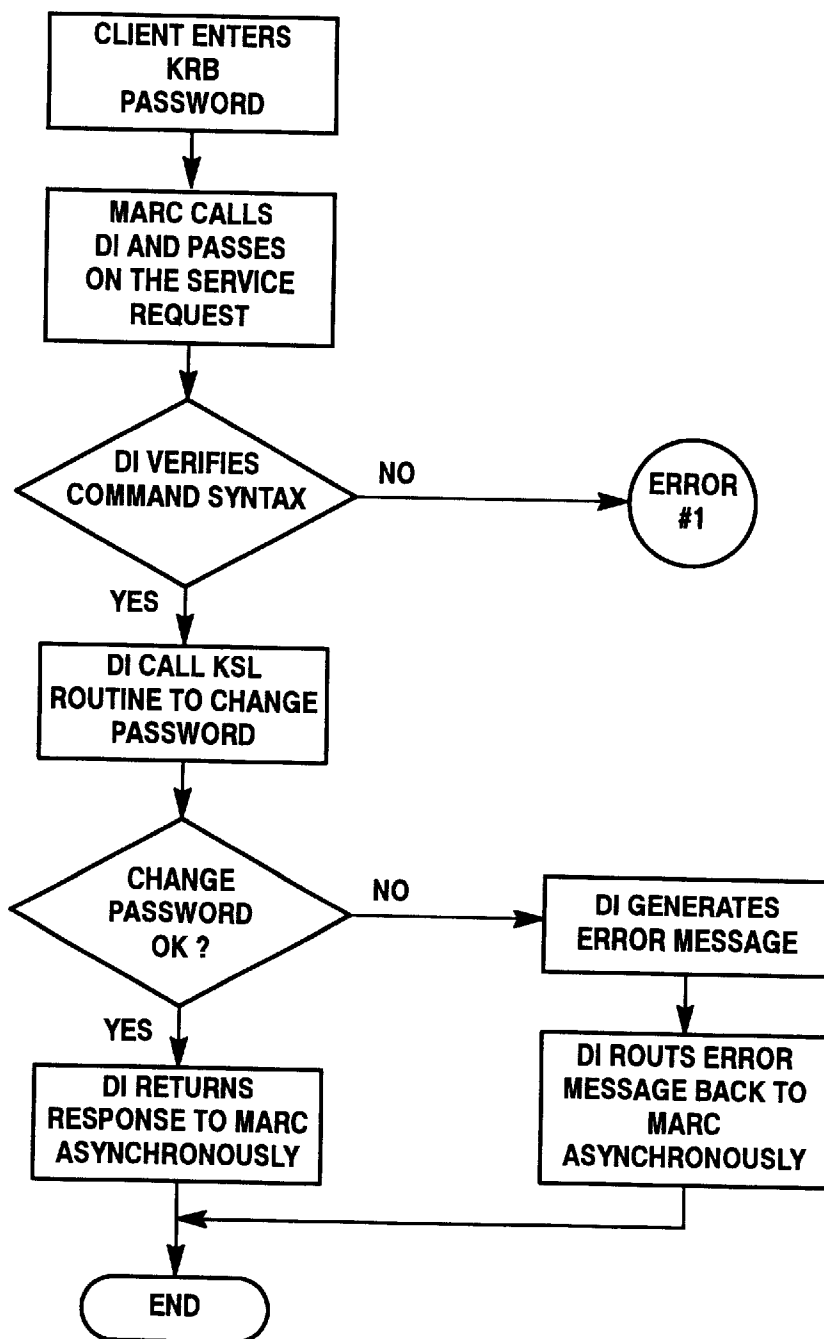 CLIENT ENTERS
KRB
PASSWORD
MARC CALLS
DI AND PASSES
ON THE SERVICE
REQUEST
DI VERIFIES
COMMAND SYNTAX
NO
ERROR
#1
YES
DI CALL KSL
ROUTINE TO CHANGE
PASSWORD
CHANGE
PASSWORD
OK ?
NO
DI GENERATES
ERROR MESSAGE
YES
DI RETURNS
RESPONSE TO MARC
ASYNCHRONOUSLY
DI ROUTS ERROR
MESSAGE BACK TO
MARC
ASYNCHRONOUSLY
END